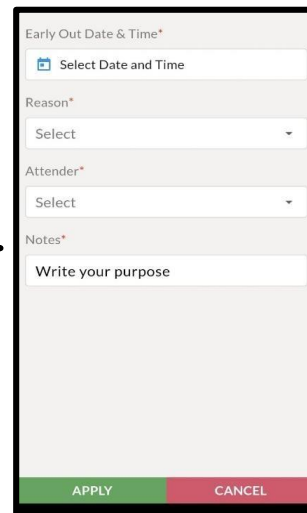 Early Out Date & Time*
Select Date and Time
Reason*
Select
Attender*
Select
Notes*
Write your purpose
APPLY CANCEL